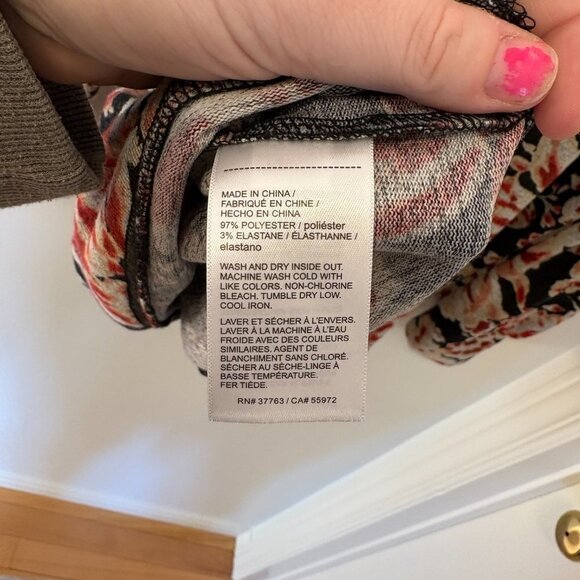 MADE IN CHINA /
FABRIQUÉ EN CHINE /
HECHO EN CHINA
97% POLYESTER / poliéster
3% ELASTANE / ÉLASTHANNE /
elastano
WASH AND DRY INSIDE OUT.
MACHINE WASH COLD WITH
LIKE COLORS. NON-CHLORINE
BLEACH. TUMBLE DRY LOW.
COOL IRON.
LAVER ET SÉCHER À L'ENVERS.
LAVER À LA MACHINE À L'EAU
FROIDE AVEC DES COULEURS
SIMILAIRES. AGENT DE
BLANCHIMENT SANS CHLORÉ.
SÉCHER AU SÈCHE-LINGE À
BASSE TEMPÉRATURE.
FER TIÈDE.
RN# 37763 / CA# 55972